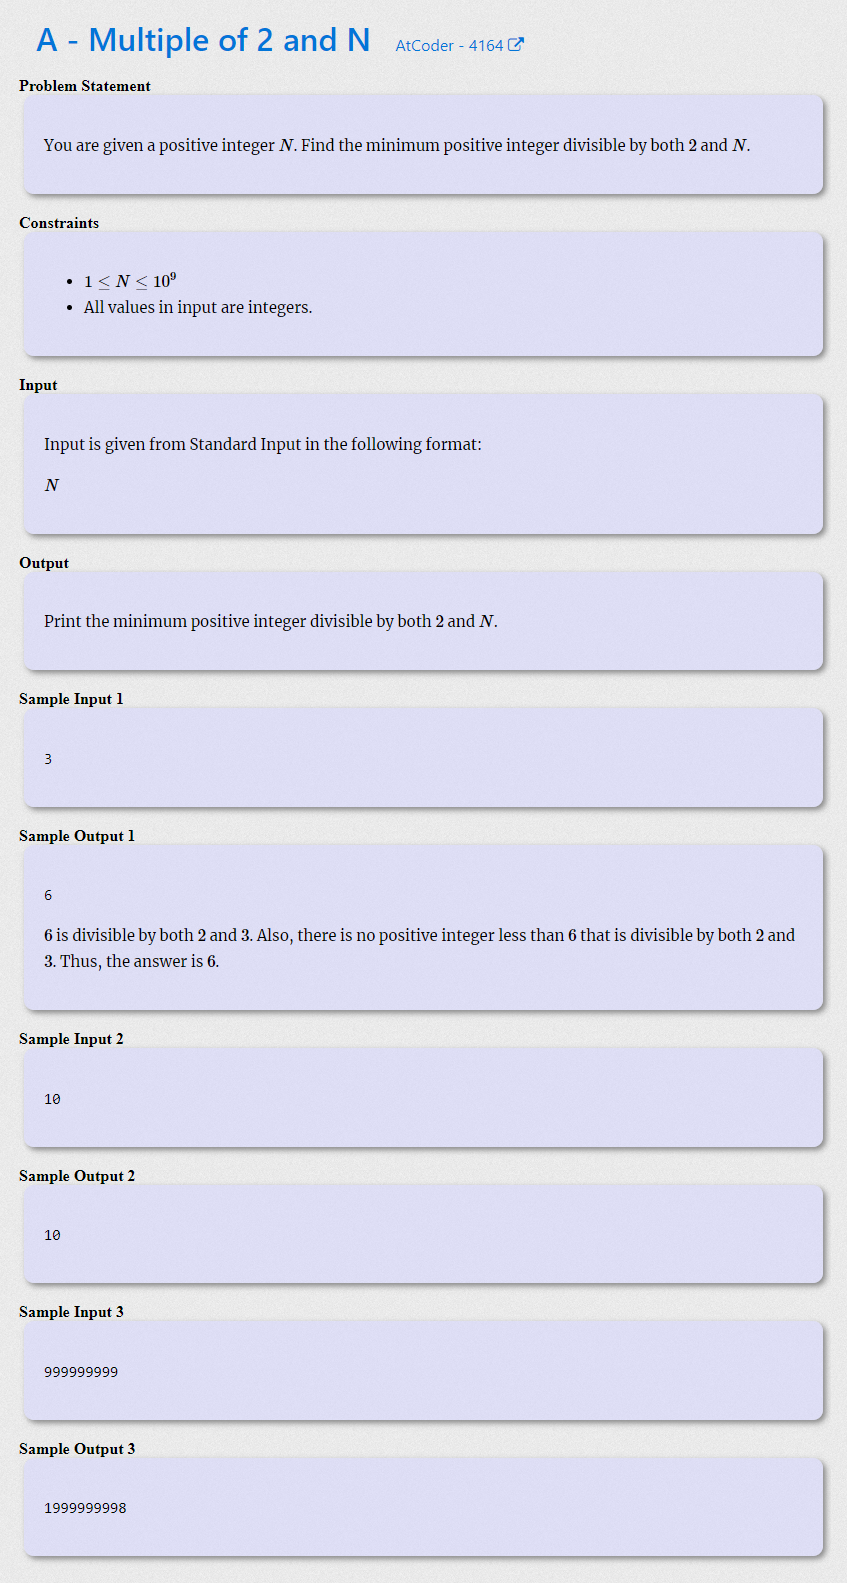 A - Multiple of 2 and N AtCoder - 4164
Problem Statement
You are given a positive integer N. Find the minimum positive integer divisible by both 2 and N.
Constraints
• 1 ≤ N ≤ 10⁹
• All values in input are integers.
Input
Input is given from Standard Input in the following format:
N
Output
Print the minimum positive integer divisible by both 2 and N.
Sample Input 1
3
Sample Output 1
6
6 is divisible by both 2 and 3. Also, there is no positive integer less than 6 that is divisible by both 2 and
3. Thus, the answer is 6.
Sample Input 2
10
Sample Output 2
10
Sample Input 3
999999999
Sample Output 3
1999999998